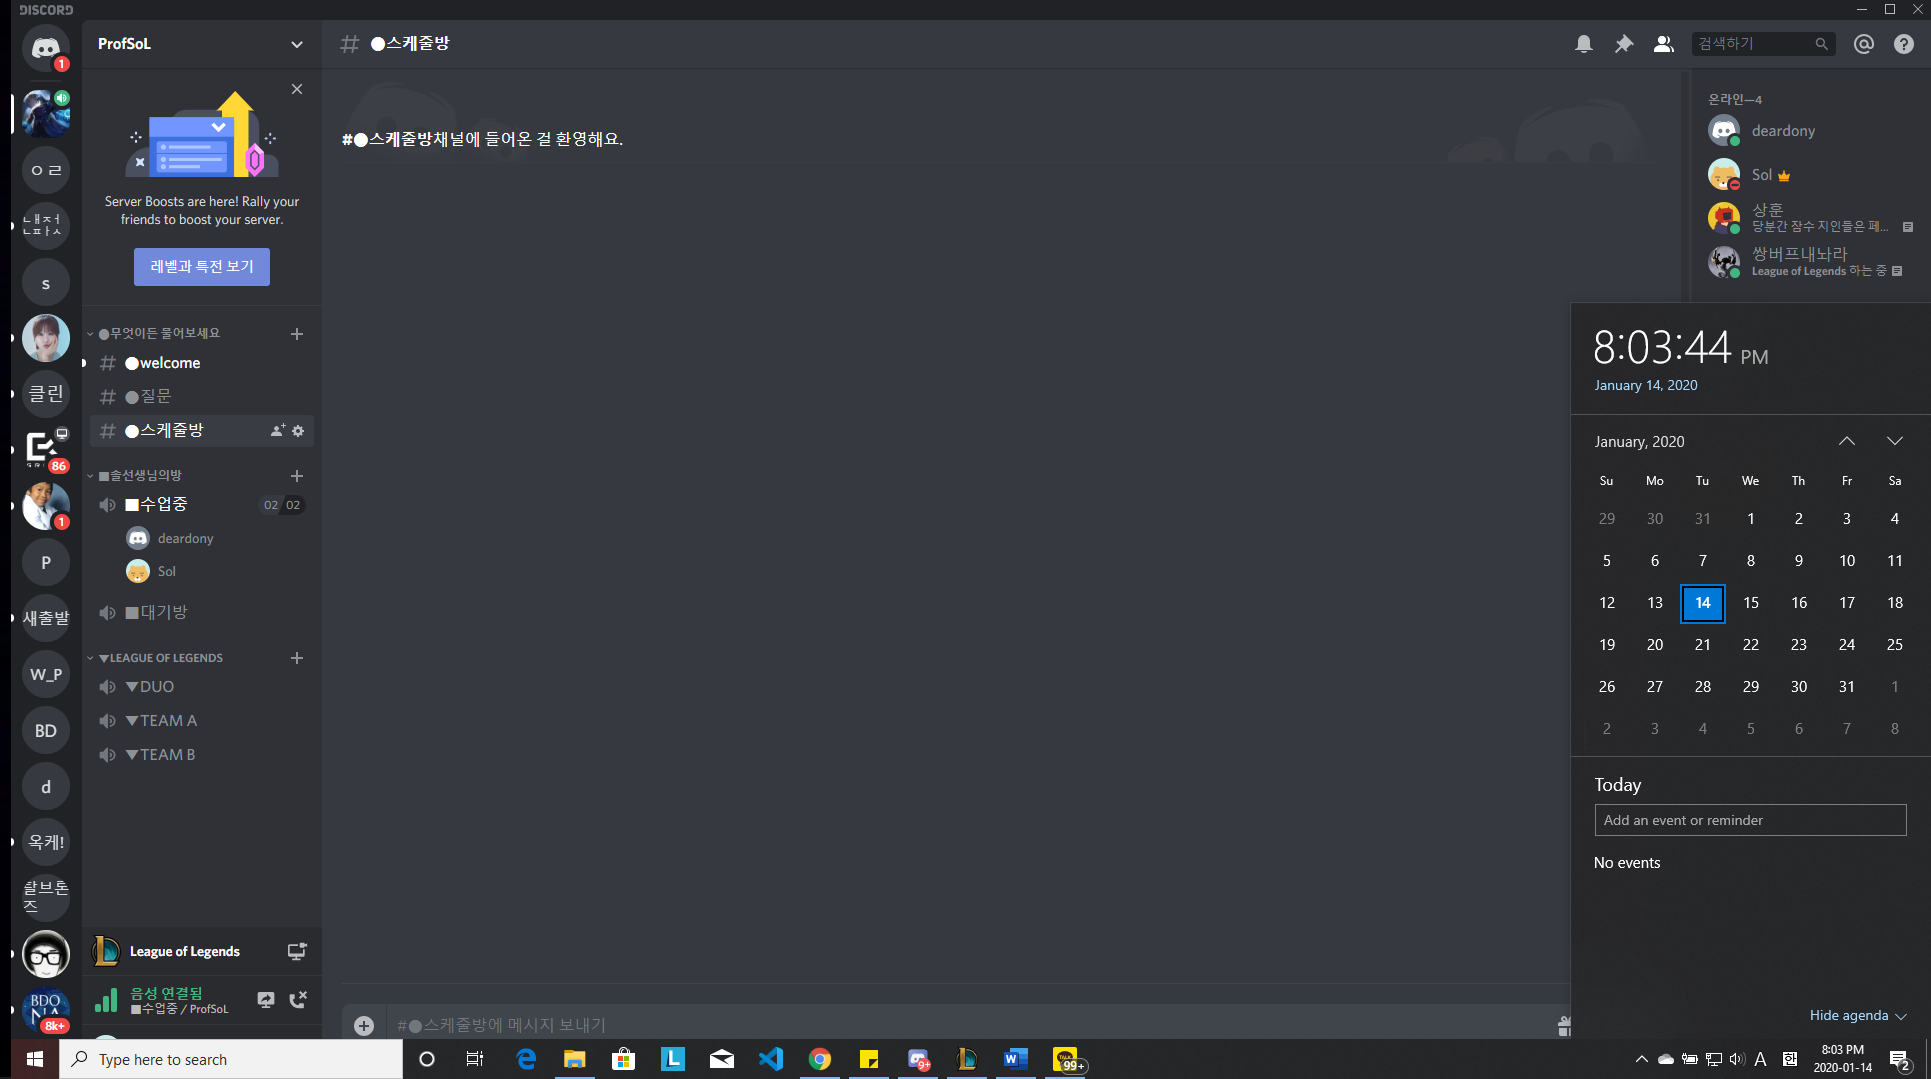 DISCORD
ProfSoL
# ●스케줄방
검색하기
1
ㅇㄹ
ㄴㅐㅈㅓ
ㄴㅍㅏㅅ
s
클린
86
1
P
새출발
W_P
BD
d
옥케!
즈
BDO
8k+
Server Boosts are here! Rally your
friends to boost your server.
레벨과 특전 보기
●무엇이든 물어보세요
# ●welcome
# ●질문
# ●스케줄방
■솔선생님의방
■수업중
02 02
deardony
Sol
■대기방
▼LEAGUE OF LEGENDS
▼DUO
▼TEAM A
▼TEAM B
League of Legends
음성 연결됨
■수업중 / ProfSoL
#●스케줄방채널에 들어온 걸 환영해요.
#●스케줄방에 메시지 보내기
온라인—4
deardony
Sol
상훈
당분간 잠수 지인들은 페...
쌍버프내놔라
League of Legends 하는 중
8:03:44 PM
January 14, 2020
January, 2020
Su Mo Tu We Th Fr Sa
29 30 31 1 2 3 4
5 6 7 8 9 10 11
12 13 14 15 16 17 18
19 20 21 22 23 24 25
26 27 28 29 30 31 1
2 3 4 5 6 7 8
Today
Add an event or reminder
No events
Hide agenda
Type here to search
L
9+
TALK
99+
A
한
8:03 PM
2020-01-14
2